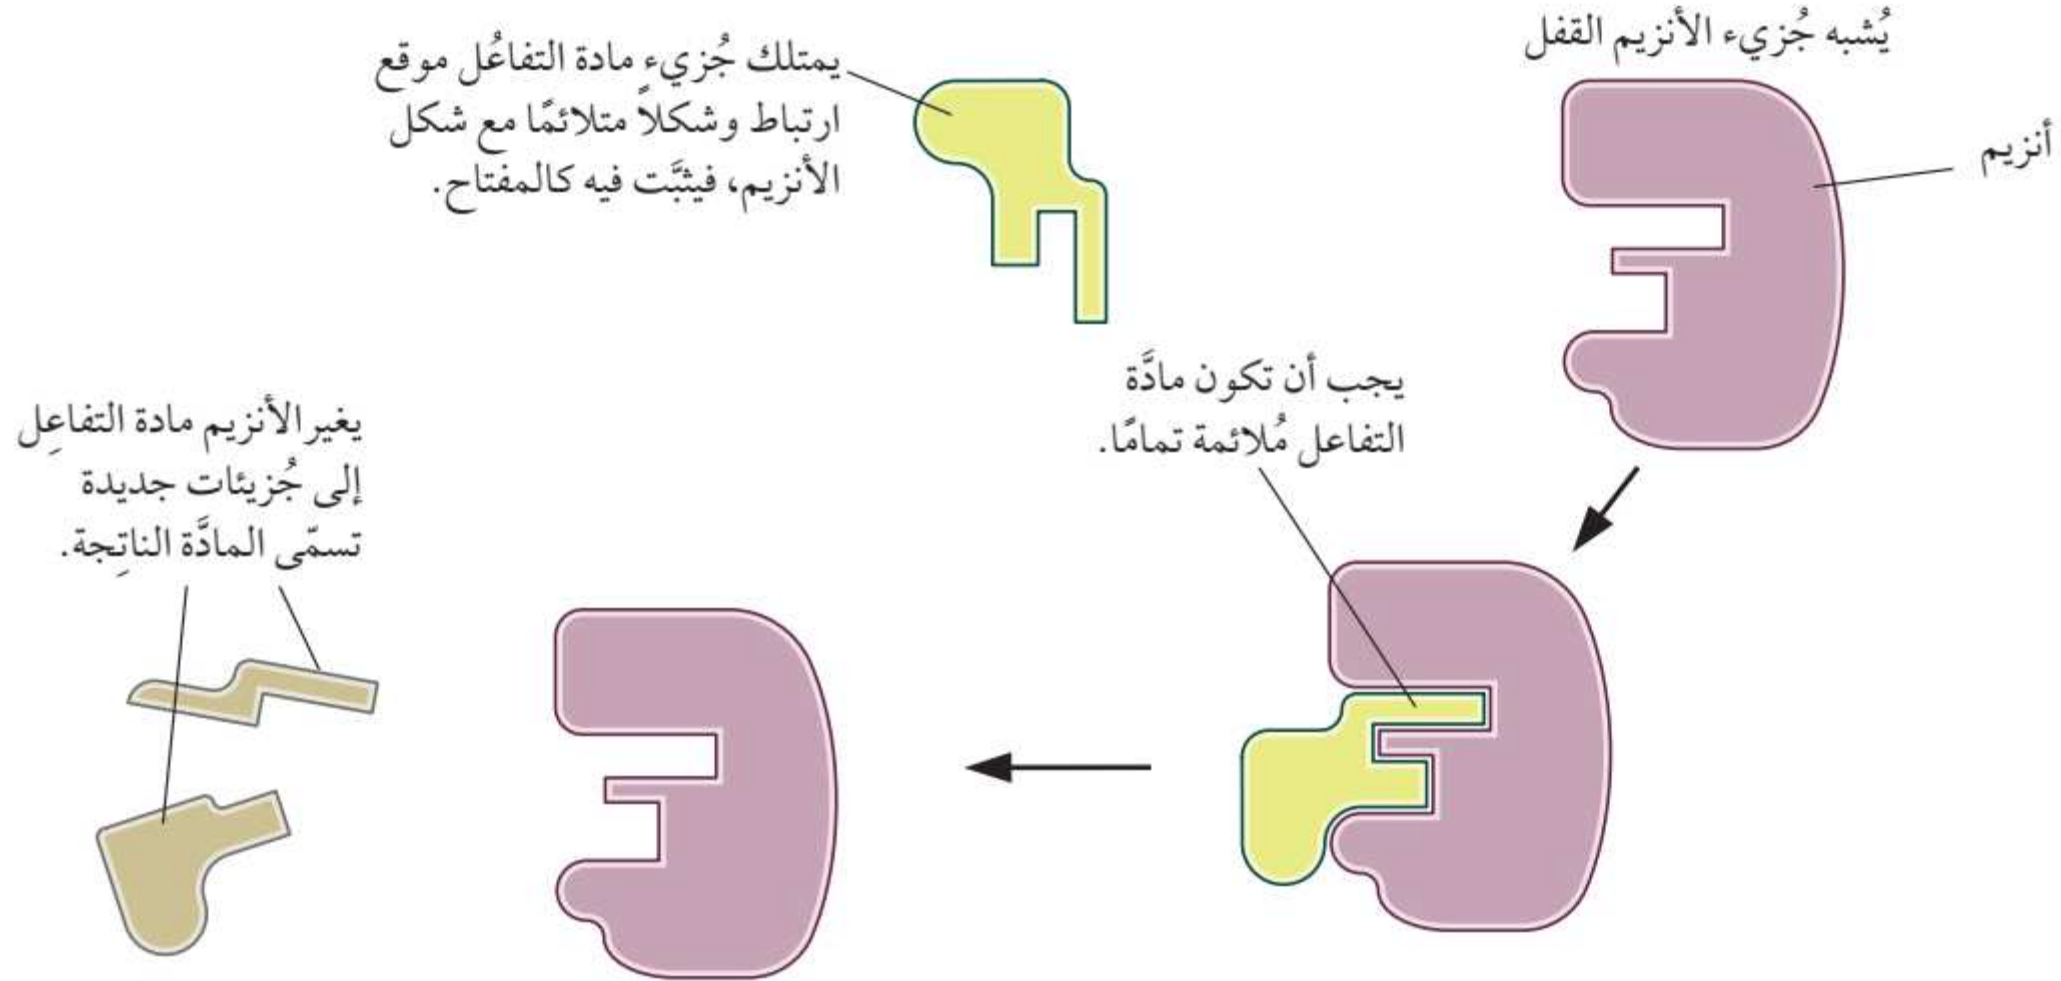 يُشبه جُزيء الأنزيم القفل
أنزيم
يمتلك جُزيء مادة التفاعُل موقع
ارتباط وشكلاً متلائمًا مع شكل
الأنزيم، فيثبَّت فيه كالمفتاح.
يجب أن تكون مادَّة
التفاعل مُلائمة تمامًا.
يغير الأنزيم مادة التفاعِل
إلى جُزيئات جديدة
تسمّى المادَّة الناتِجة.